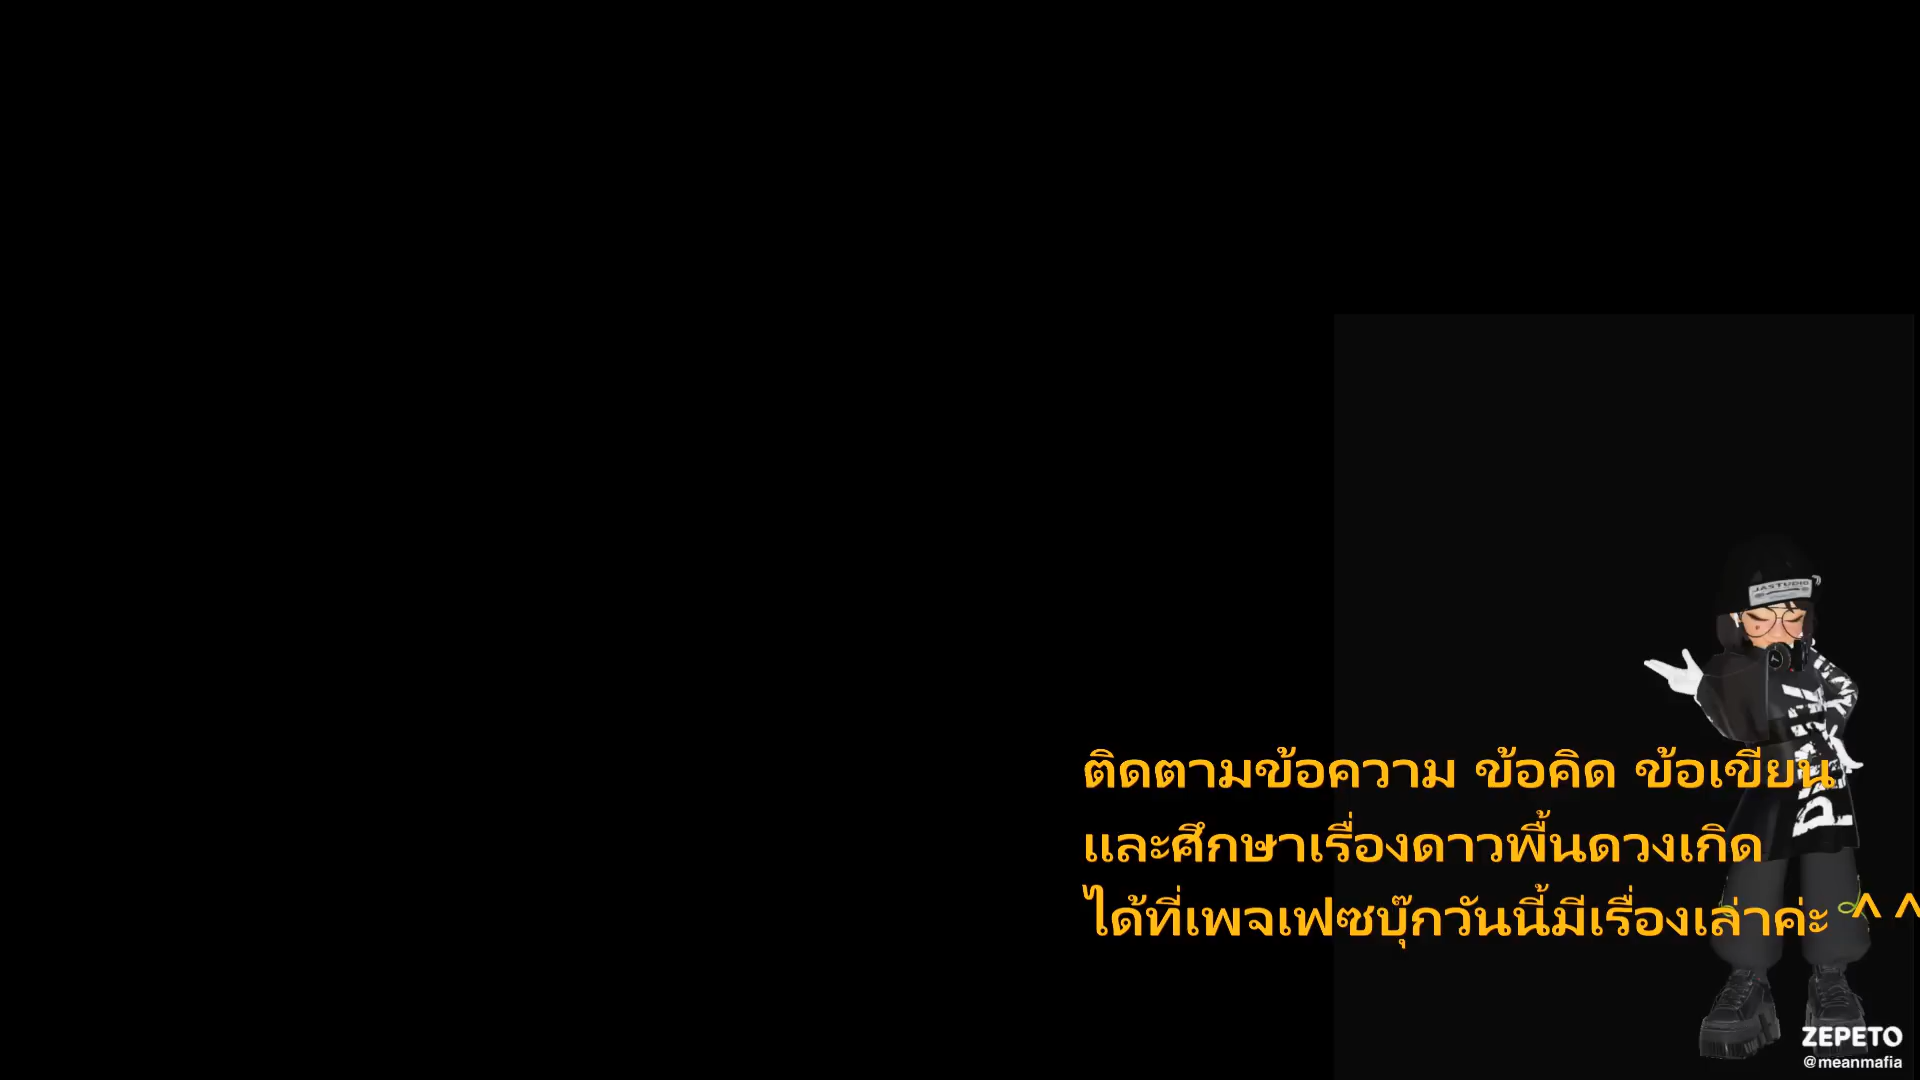 JASTUDIO
ติดตามข้อความ ข้อคิด ข้อเขียน
และศึกษาเรื่องดาวพื้นดวงเกิด
ได้ที่เพจเฟซบุ๊กวันนี้มีเรื่องเล่าค่ะ ^^
ZEPETO
@meanmafia